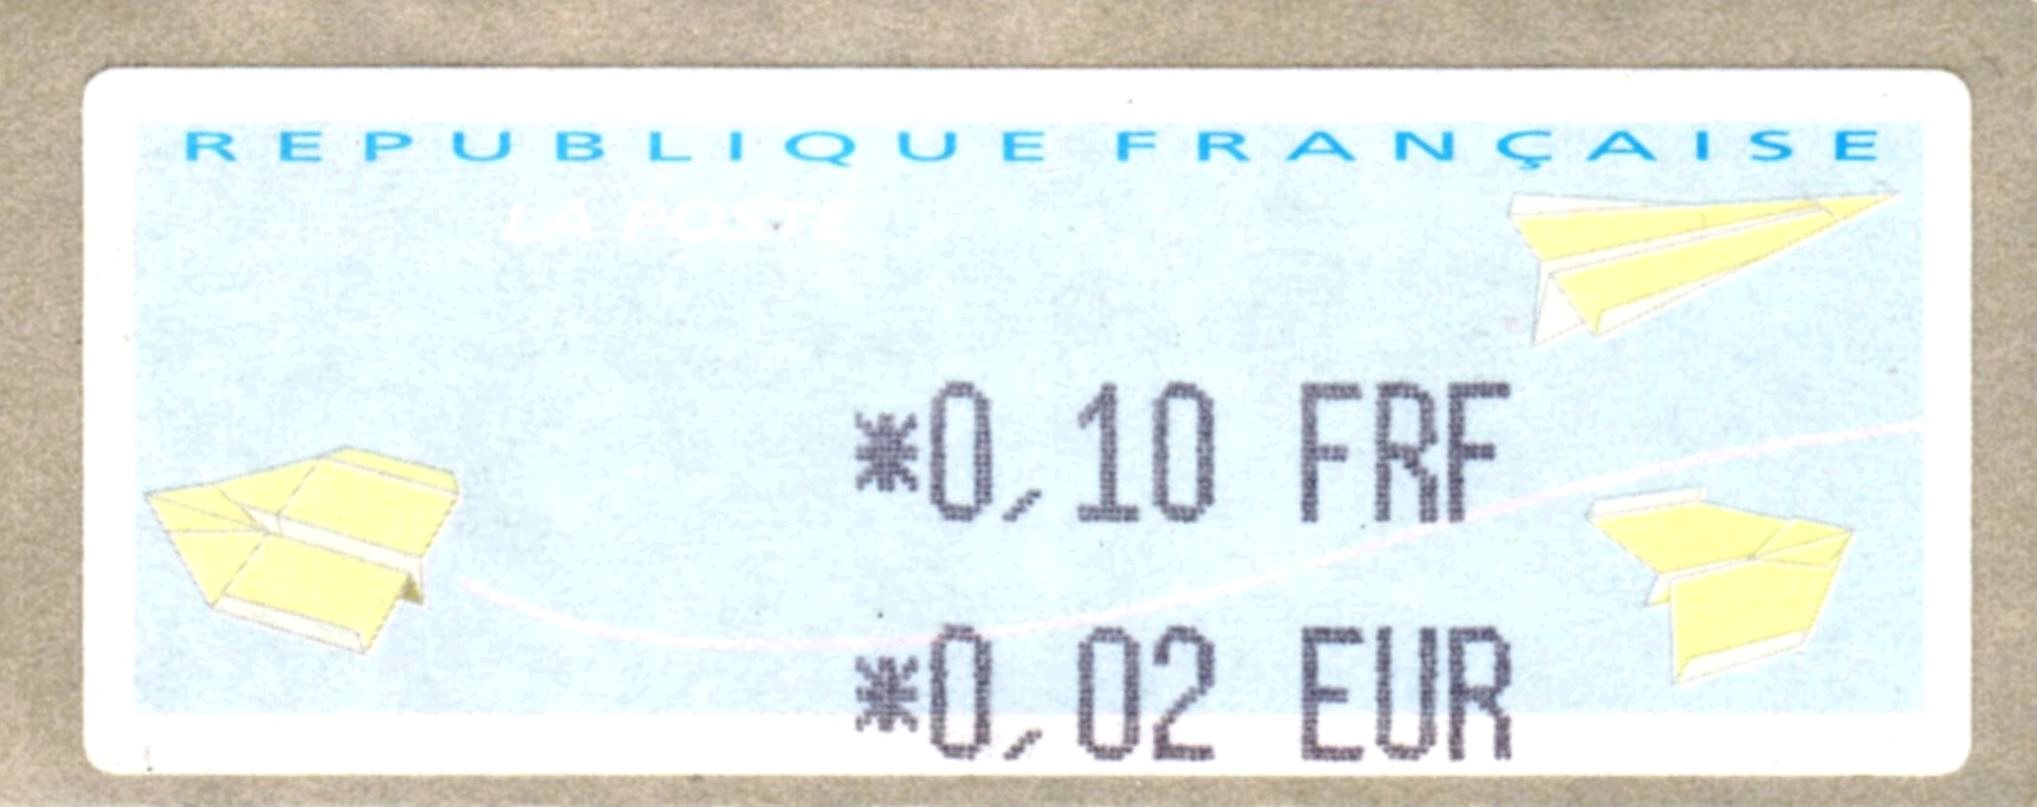 REPUBLIQUE FRANÇAISE
LA POSTE
*0,10 FRF
*0,02 EUR